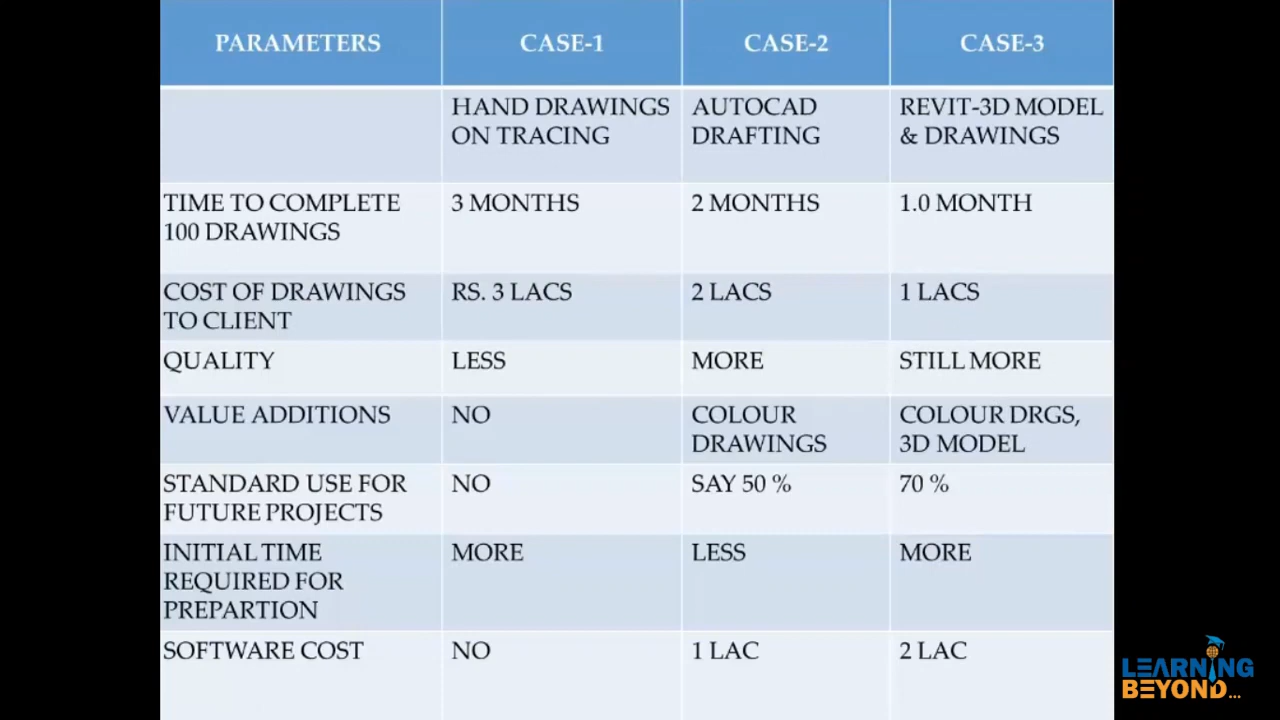 PARAMETERS CASE-1 CASE-2 CASE-3
HAND DRAWINGS AUTOCAD REVIT-3D MODEL
ON TRACING DRAFTING & DRAWINGS
TIME TO COMPLETE 3 MONTHS 2 MONTHS 1.0 MONTH
100 DRAWINGS
COST OF DRAWINGS RS. 3 LACS 2 LACS 1 LACS
TO CLIENT
QUALITY LESS MORE STILL MORE
VALUE ADDITIONS NO COLOUR COLOUR DRGS,
DRAWINGS 3D MODEL
STANDARD USE FOR NO SAY 50 % 70 %
FUTURE PROJECTS
INITIAL TIME MORE LESS MORE
REQUIRED FOR
PREPARTION
SOFTWARE COST NO 1 LAC 2 LAC
LEARNING
BEYOND...